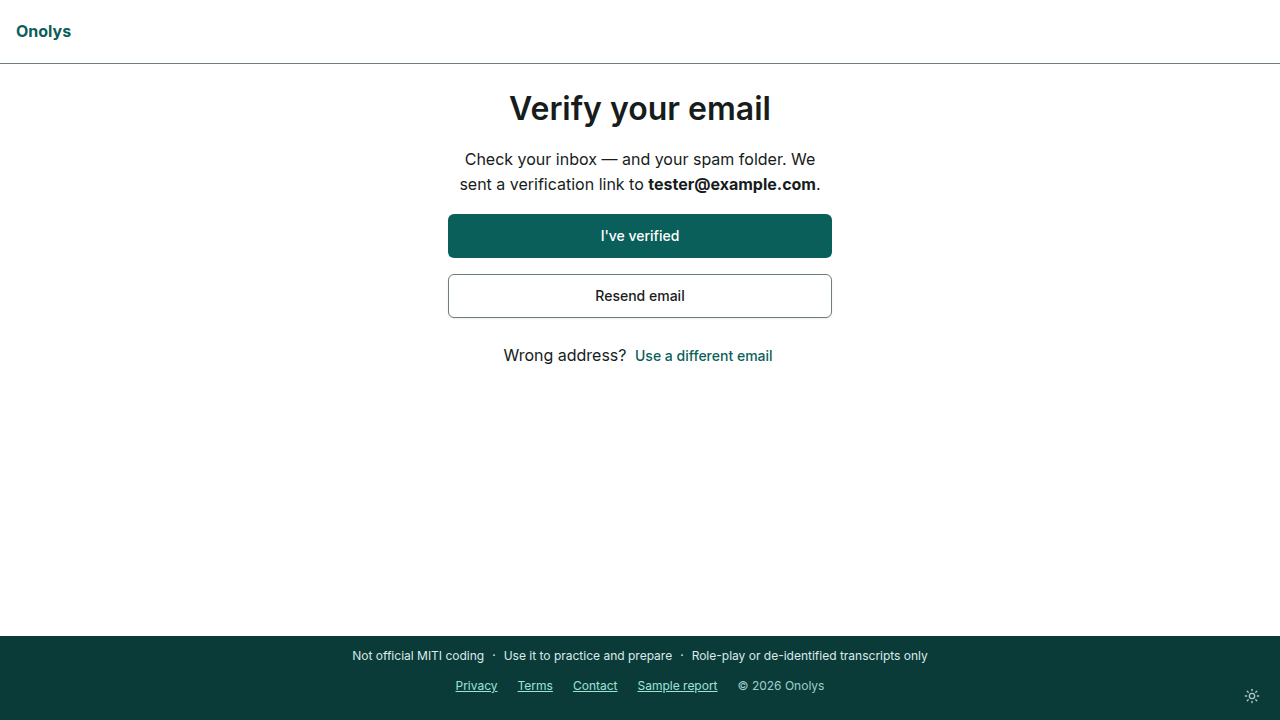 Onolys
Verify your email
Check your inbox — and your spam folder. We
sent a verification link to tester@example.com.
I've verified
Resend email
Wrong address? Use a different email
Not official MITI coding · Use it to practice and prepare · Role-play or de-identified transcripts only
Privacy Terms Contact Sample report © 2026 Onolys